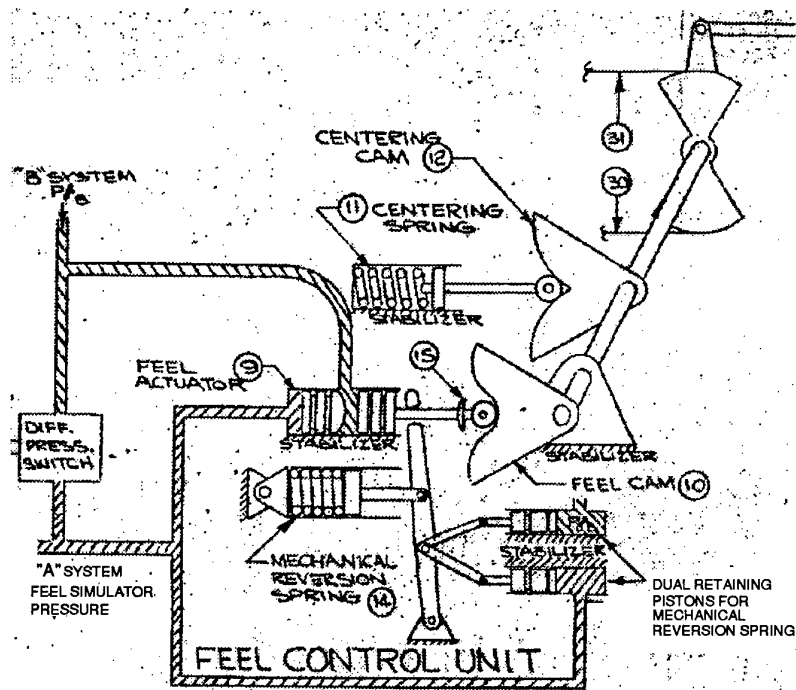 CENTERING
CAM 12
31
30
"B" SYSTEM
P/B
11 CENTERING
SPRING
STABILIZER
FEEL
ACTUATOR 9
15
STABILIZER
DIFF.
PRESS.
SWITCH
STABILIZER
FEEL CAM 10
STABILIZER
"A" SYSTEM
FEEL SIMULATOR
PRESSURE
MECHANICAL
REVERSION
SPRING 14
DUAL RETAINING
PISTONS FOR
MECHANICAL
REVERSION SPRING
FEEL CONTROL UNIT